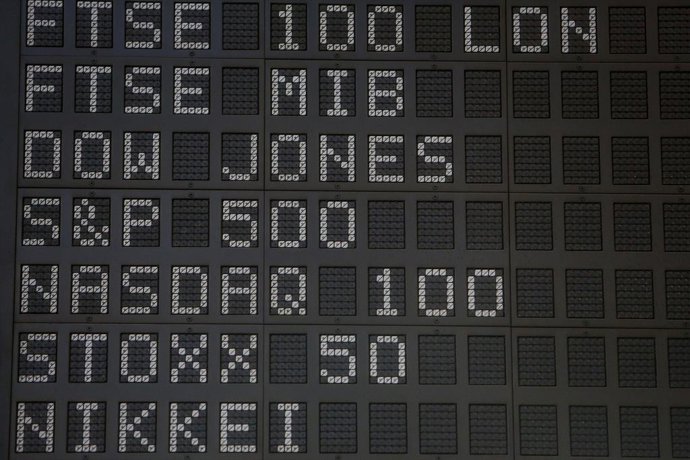 FTSE 100 LON
FTSE MIB
DOW JONES
S&P 500
NASDAQ 100
STOXX 50
NIKKEI